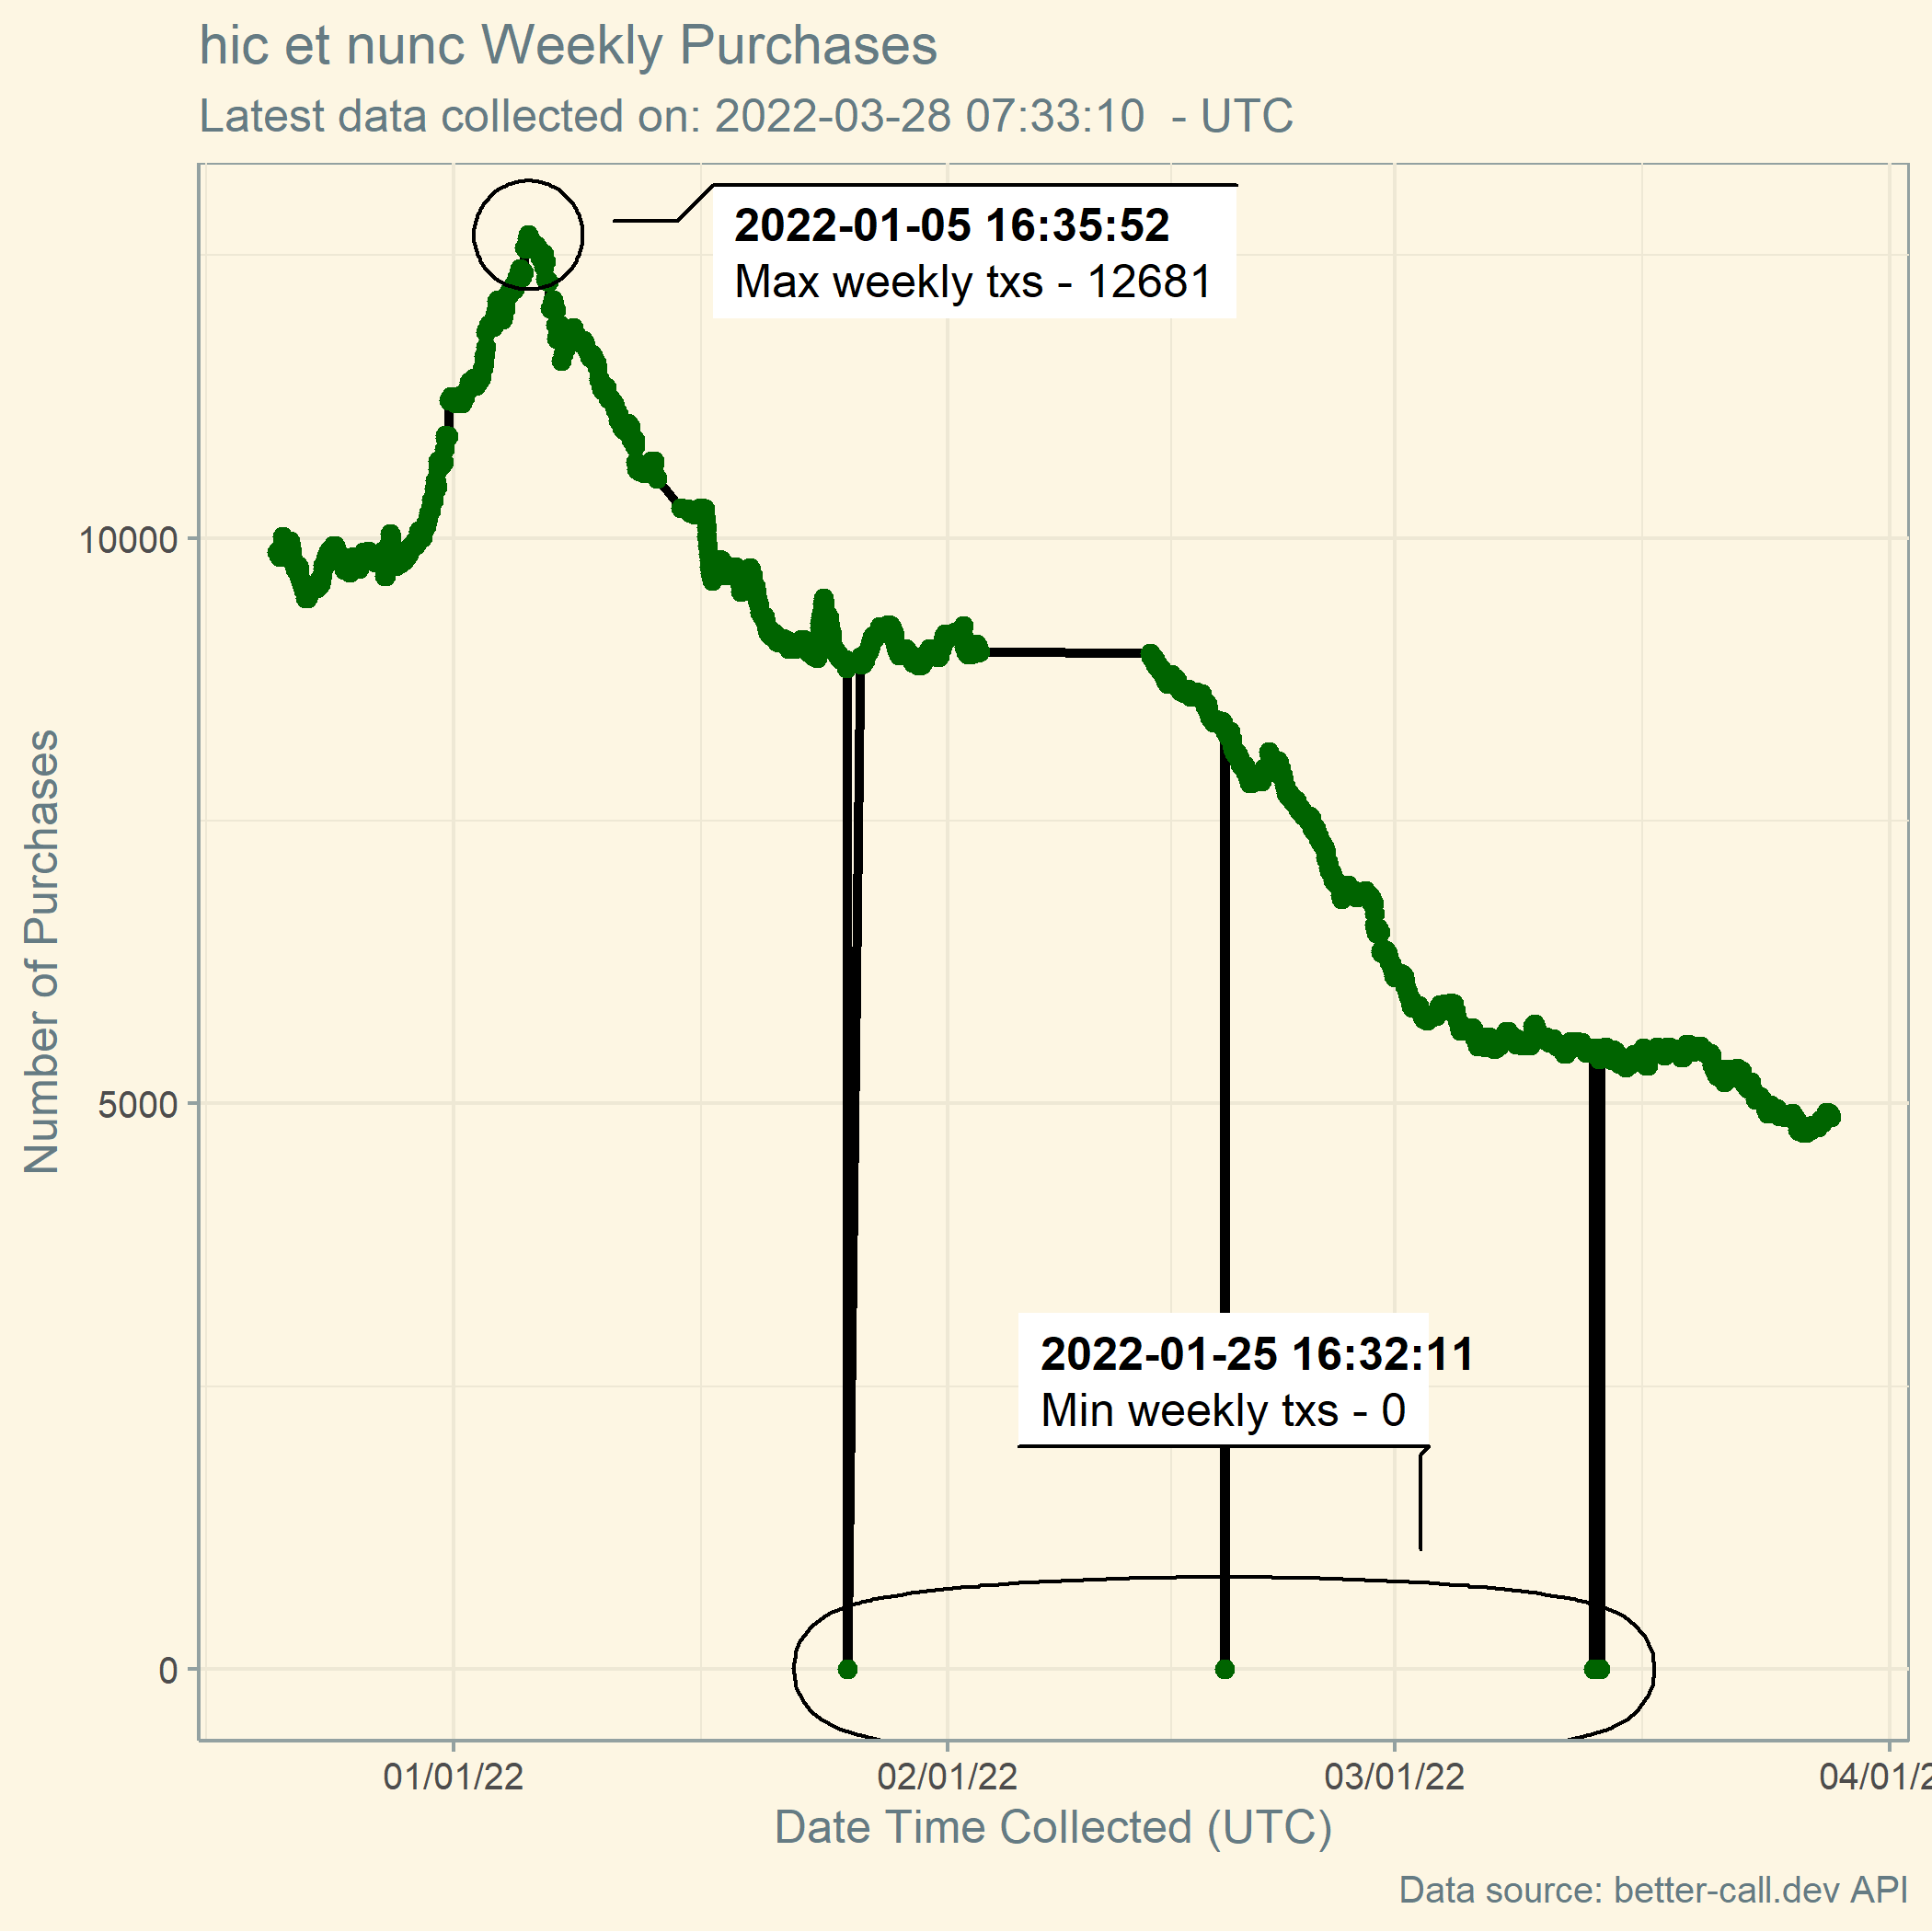 hic et nunc Weekly Purchases
Latest data collected on: 2022-03-28 07:33:10  - UTC
2022-01-05 16:35:52
Max weekly txs - 12681
10000
Number of Purchases
5000
2022-01-25 16:32:11
Min weekly txs - 0
0
01/01/22
02/01/22
03/01/22
04/01/2
Date Time Collected (UTC)
Data source: better-call.dev API